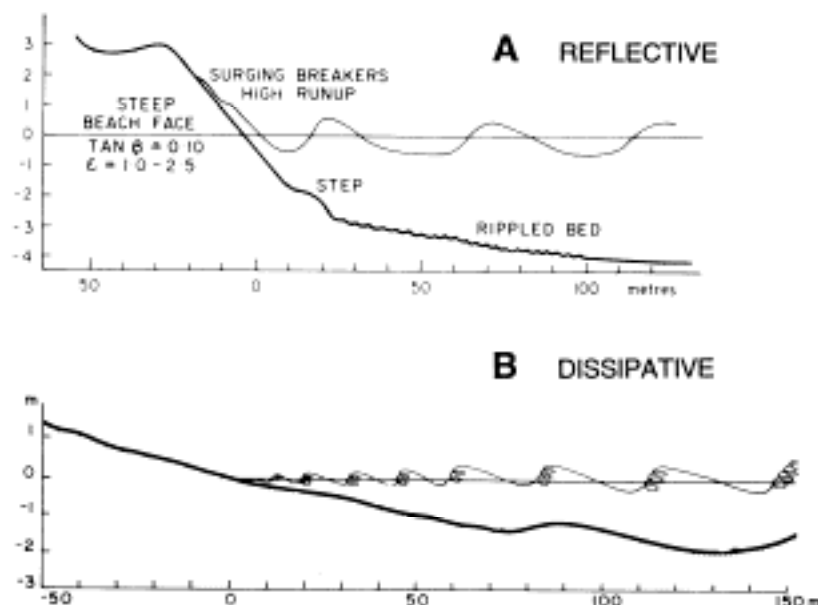 A REFLECTIVE
3
2
1
0
-1
-2
-3
-4
SURGING BREAKERS
HIGH RUNUP
STEEP
BEACH FACE
TAN β = 0·10
Ɛ = 1·0 - 2·5
STEP
RIPPLED BED
50 0 50 100 metres
B DISSIPATIVE
m
1
0
-1
-2
-3
-50 0 50 100 150 m